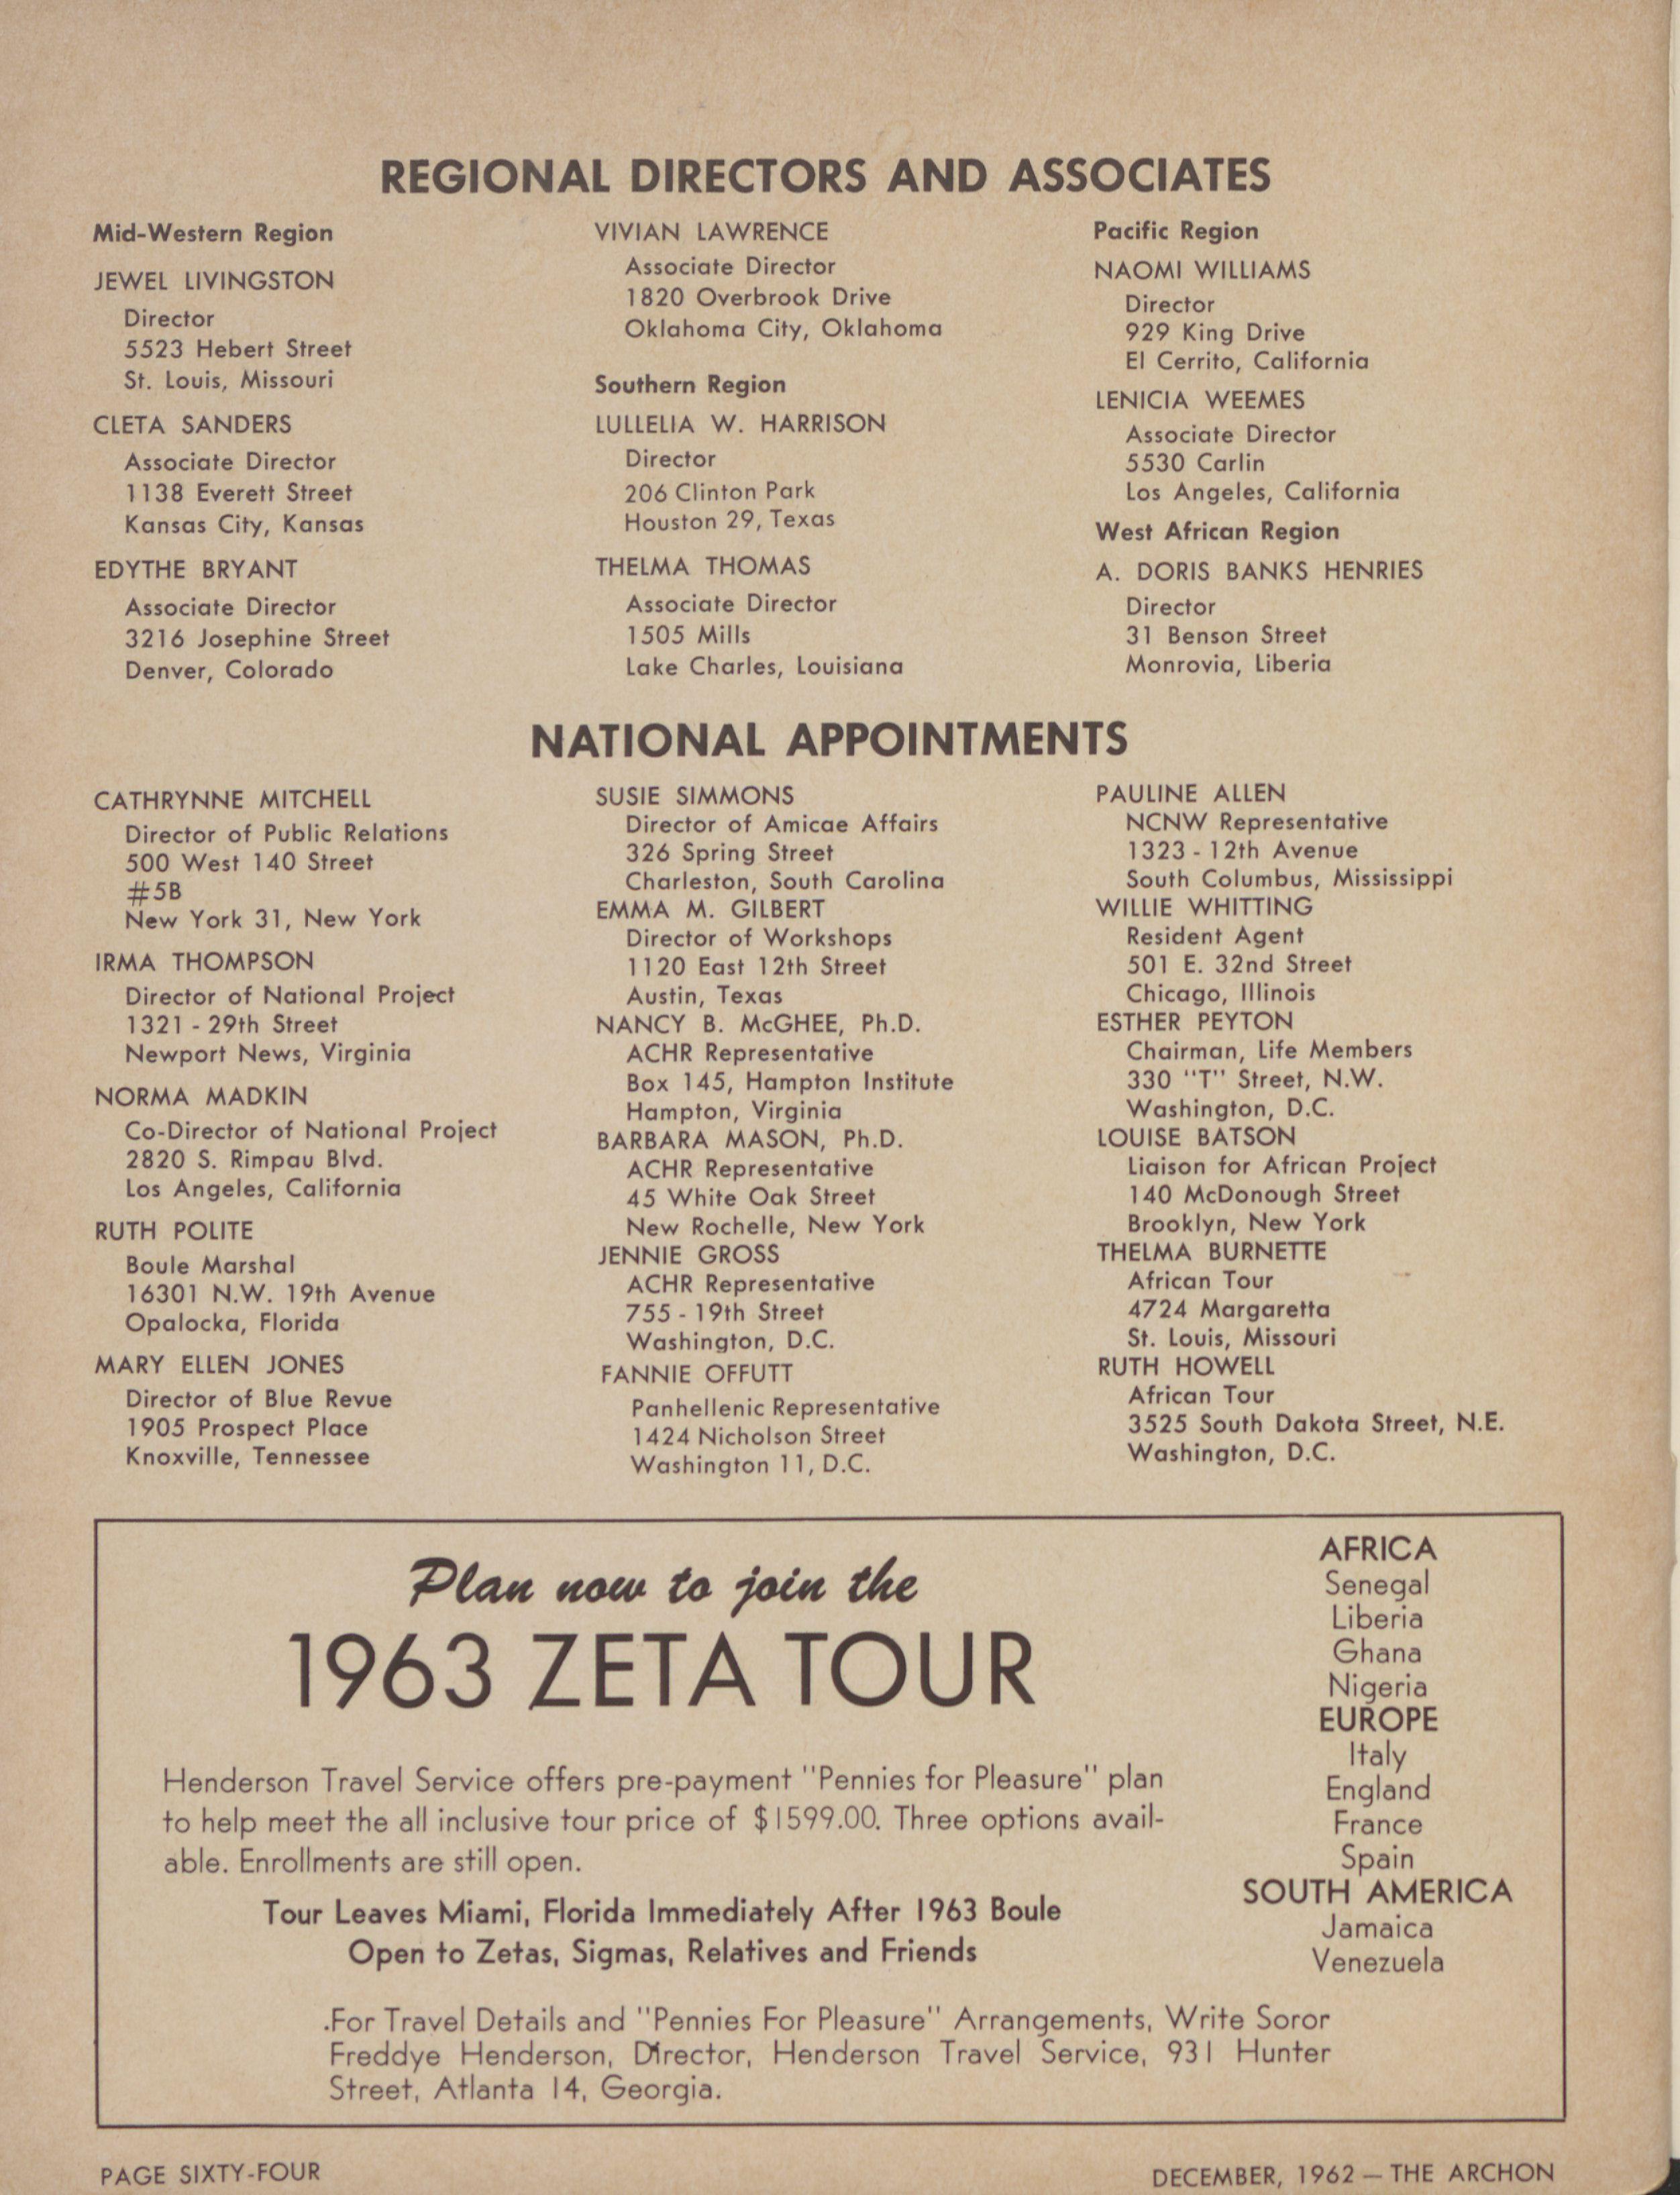 REGIONAL DIRECTORS AND ASSOCIATES
Mid-Western Region
JEWEL LIVINGSTON
Director
5523 Hebert Street
St. Louis, Missouri
CLETA SANDERS
Associate Director
1138 Everett Street
Kansas City, Kansas
EDYTHE BRYANT
Associate Director
3216 Josephine Street
Denver, Colorado
VIVIAN LAWRENCE
Associate Director
1820 Overbrook Drive
Oklahoma City, Oklahoma
Southern Region
LULLELIA W. HARRISON
Director
206 Clinton Park
Houston 29, Texas
THELMA THOMAS
Associate Director
1505 Mills
Lake Charles, Louisiana
Pacific Region
NAOMI WILLIAMS
Director
929 King Drive
El Cerrito, California
LENICIA WEEMES
Associate Director
5530 Carlin
Los Angeles, California
West African Region
A. DORIS BANKS HENRIES
Director
31 Benson Street
Monrovia, Liberia
NATIONAL APPOINTMENTS
CATHRYNNE MITCHELL
Director of Public Relations
500 West 140 Street
#5B
New York 31, New York
IRMA THOMPSON
Director of National Project
1321 - 29th Street
Newport News, Virginia
NORMA MADKIN
Co-Director of National Project
2820 S. Rimpau Blvd.
Los Angeles, California
RUTH POLITE
Boule Marshal
16301 N.W. 19th Avenue
Opalocka, Florida
MARY ELLEN JONES
Director of Blue Revue
1905 Prospect Place
Knoxville, Tennessee
SUSIE SIMMONS
Director of Amicae Affairs
326 Spring Street
Charleston, South Carolina
EMMA M. GILBERT
Director of Workshops
1120 East 12th Street
Austin, Texas
NANCY B. McGHEE, Ph.D.
ACHR Representative
Box 145, Hampton Institute
Hampton, Virginia
BARBARA MASON, Ph.D.
ACHR Representative
45 White Oak Street
New Rochelle, New York
JENNIE GROSS
ACHR Representative
755 - 19th Street
Washington, D.C.
FANNIE OFFUTT
Panhellenic Representative
1424 Nicholson Street
Washington 11, D.C.
PAULINE ALLEN
NCNW Representative
1323 - 12th Avenue
South Columbus, Mississippi
WILLIE WHITTING
Resident Agent
501 E. 32nd Street
Chicago, Illinois
ESTHER PEYTON
Chairman, Life Members
330 "T" Street, N.W.
Washington, D.C.
LOUISE BATSON
Liaison for African Project
140 McDonough Street
Brooklyn, New York
THELMA BURNETTE
African Tour
4724 Margaretta
St. Louis, Missouri
RUTH HOWELL
African Tour
3525 South Dakota Street, N.E.
Washington, D.C.
Plan now to join the
1963 ZETA TOUR
Henderson Travel Service offers pre-payment "Pennies for Pleasure" plan
to help meet the all inclusive tour price of $1599.00. Three options avail-
able. Enrollments are still open.
Tour Leaves Miami, Florida Immediately After 1963 Boule
Open to Zetas, Sigmas, Relatives and Friends
AFRICA
Senegal
Liberia
Ghana
Nigeria
EUROPE
Italy
England
France
Spain
SOUTH AMERICA
Jamaica
Venezuela
.For Travel Details and "Pennies For Pleasure" Arrangements, Write Soror
Freddye Henderson, Director, Henderson Travel Service, 931 Hunter
Street, Atlanta 14, Georgia.
PAGE SIXTY-FOUR
DECEMBER, 1962 — THE ARCHON